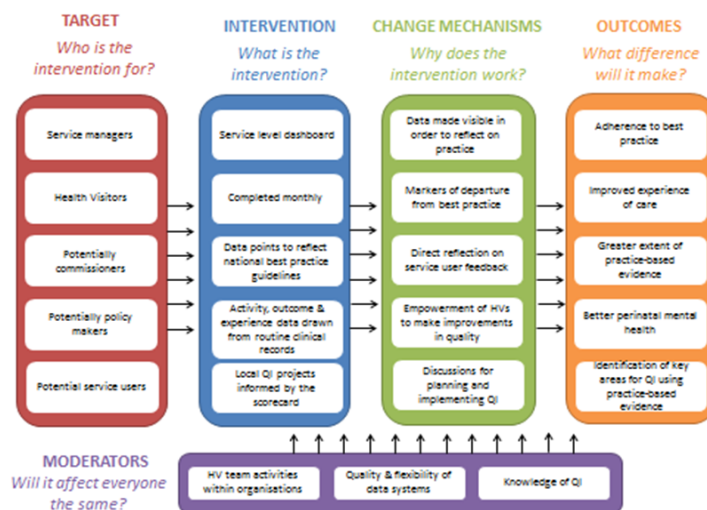 TARGET
Who is the
intervention for?
Service managers
Health Visitors
Potentially
commissioners
Potentially policy
makers
Potential service users
INTERVENTION
What is the
intervention?
Service level dashboard
Completed monthly
Data points to reflect
national best practice
guidelines
Activity, outcome &
experience data drawn
from routine clinical
records
Local QI projects
informed by the
scorecard
CHANGE MECHANISMS
Why does the
intervention work?
Data made visible in
order to reflect on
practice
Markers of departure
from best practice
Direct reflection on
service user feedback
Empowerment of HVs
to make improvements
in quality
Discussions for
planning and
implementing QI
OUTCOMES
What difference
will it make?
Adherence to best
practice
Improved experience
of care
Greater extent of
practice-based
evidence
Better perinatal mental
health
Identification of key
areas for QI using
practice-based
evidence
MODERATORS
Will it affect everyone
the same?
HV team activities
within organisations
Quality & flexibility of
data systems
Knowledge of QI